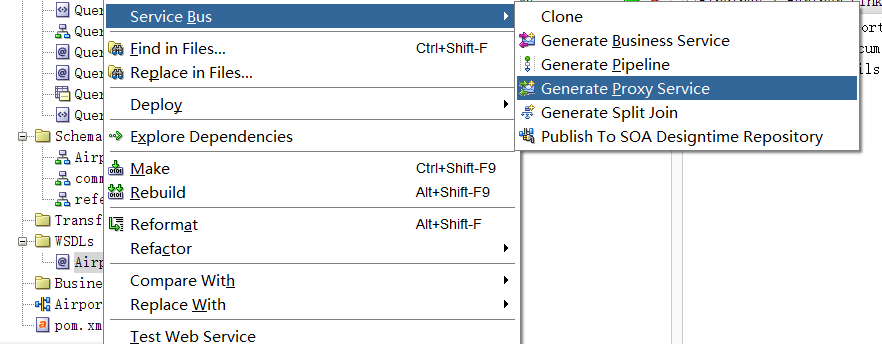 Quer
WSDL
Quer
Quer
Quer
Quer
Quer
Schema
Air
comm
refe
Transf
WSDLs
Airp
Busine
Airpor
pom.xm
Service Bus
Find in Files... Ctrl+Shift-F
Replace in Files...
Deploy
Explore Dependencies
Make Ctrl+Shift-F9
Rebuild Alt+Shift-F9
Reformat Alt+Shift-F
Refactor
Compare With
Replace With
Test Web Service
Clone
Generate Business Service
Generate Pipeline
Generate Proxy Service
Generate Split Join
Publish To SOA Designtime Repository
ort
cum
ils